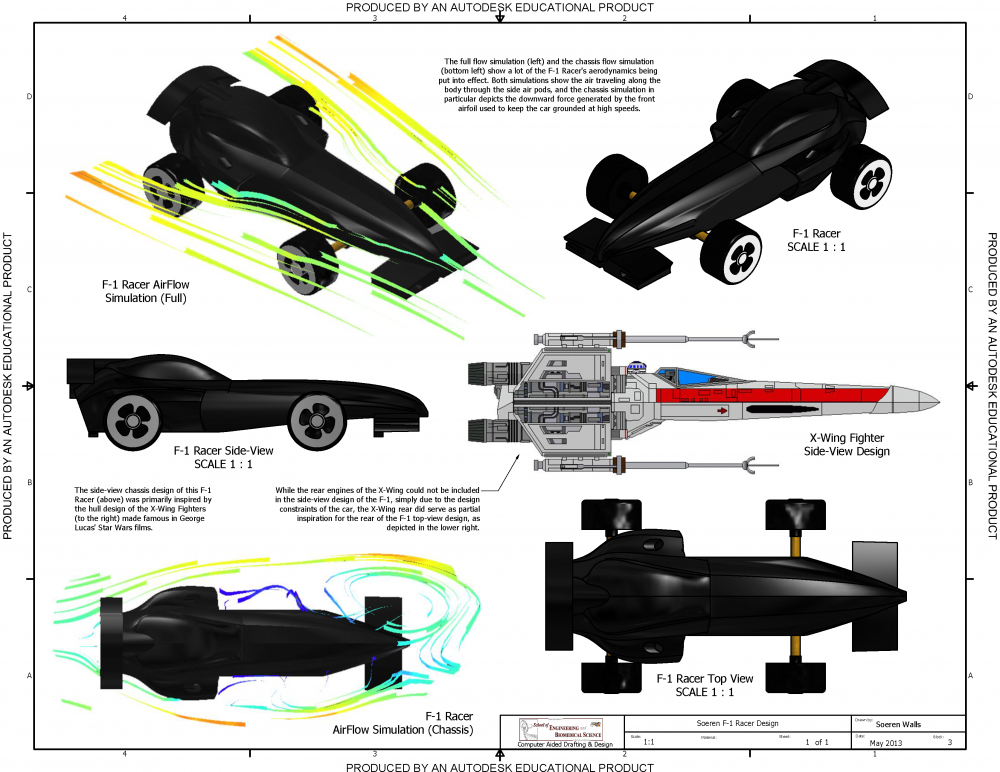 PRODUCED BY AN AUTODESK EDUCATIONAL PRODUCT
4
3
2
1
The full flow simulation (left) and the chassis flow simulation
(bottom left) show a lot of the F-1 Racer's aerodynamics being
put into effect. Both simulations show the air traveling along the
body through the side air pods, and the chassis simulation in
particular depicts the downward force generated by the front
airfoil used to keep the car grounded at high speeds.
D
D
F-1 Racer
SCALE 1 : 1
F-1 Racer AirFlow
Simulation (Full)
C
C
PRODUCED BY AN AUTODESK EDUCATIONAL PRODUCT
PRODUCED BY AN AUTODESK EDUCATIONAL PRODUCT
F-1 Racer Side-View
SCALE 1 : 1
X-Wing Fighter
Side-View Design
B
B
The side-view chassis design of this F-1
Racer (above) was primarily inspired by
the hull design of the X-Wing Fighters
(to the right) made famous in George
Lucas' Star Wars films.
While the rear engines of the X-Wing could not be included
in the side-view design of the F-1, simply due to the design
constraints of the car, the X-Wing rear did serve as partial
inspiration for the rear of the F-1 top-view design, as
depicted in the lower right.
A
A
F-1 Racer Top View
SCALE 1 : 1
F-1 Racer
AirFlow Simulation (Chassis)
School of
ENGINEERING and
BIOMEDICAL SCIENCE
Computer Aided Drafting & Design
Soeren F-1 Racer Design
Drawn by: Soeren Walls
Scale: 1:1
Material:
Sheet: 1 of 1
Date: May 2013
3
4
3
2
1
PRODUCED BY AN AUTODESK EDUCATIONAL PRODUCT